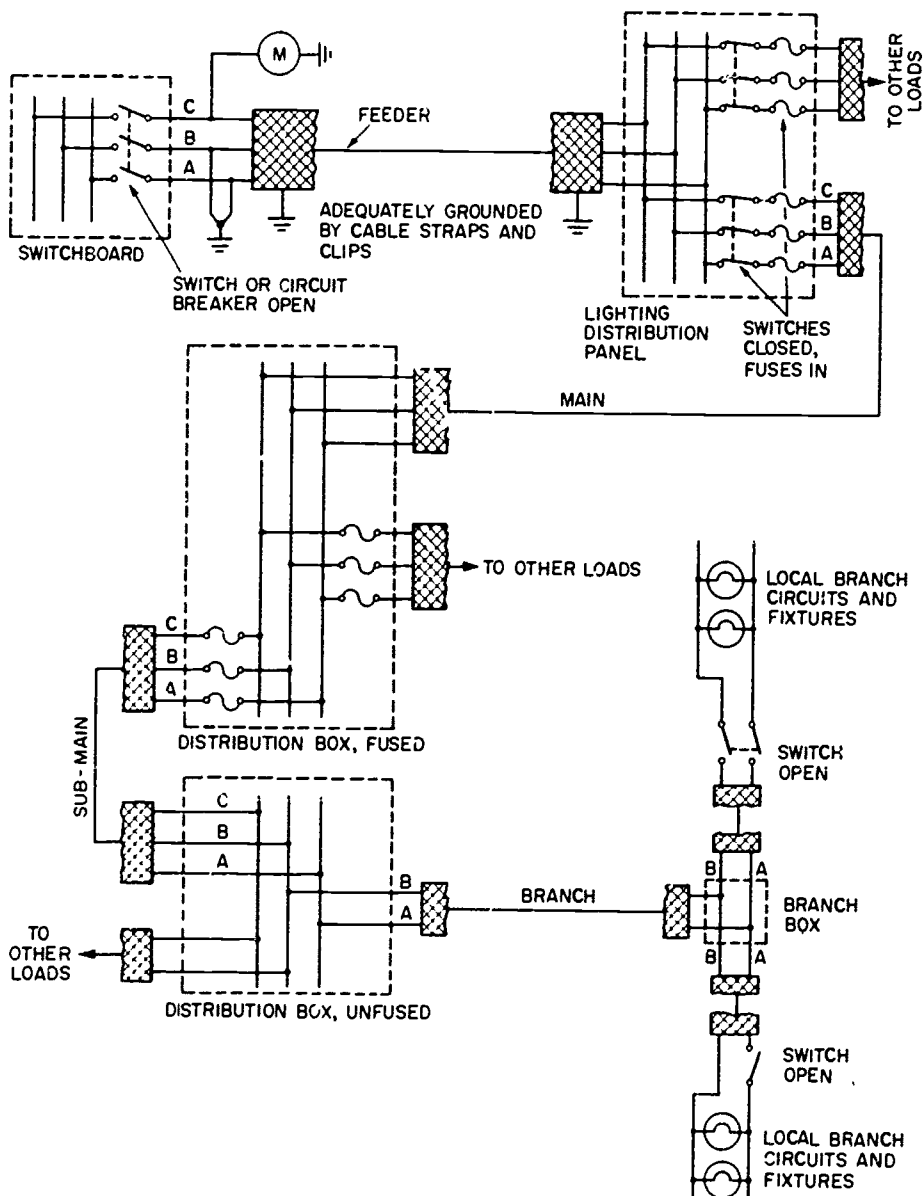 M
C
B
A
FEEDER
SWITCHBOARD
ADEQUATELY GROUNDED
BY CABLE STRAPS AND
CLIPS
SWITCH OR CIRCUIT
BREAKER OPEN
TO OTHER
LOADS
C
B
A
LIGHTING
DISTRIBUTION
PANEL
SWITCHES
CLOSED,
FUSES IN
MAIN
TO OTHER LOADS
C
B
A
DISTRIBUTION BOX, FUSED
SUB-MAIN
C
B
A
B
A
BRANCH
TO
OTHER
LOADS
DISTRIBUTION BOX, UNFUSED
LOCAL BRANCH
CIRCUITS AND
FIXTURES
SWITCH
OPEN
B A
BRANCH
BOX
B A
SWITCH
OPEN
LOCAL BRANCH
CIRCUITS AND
FIXTURES